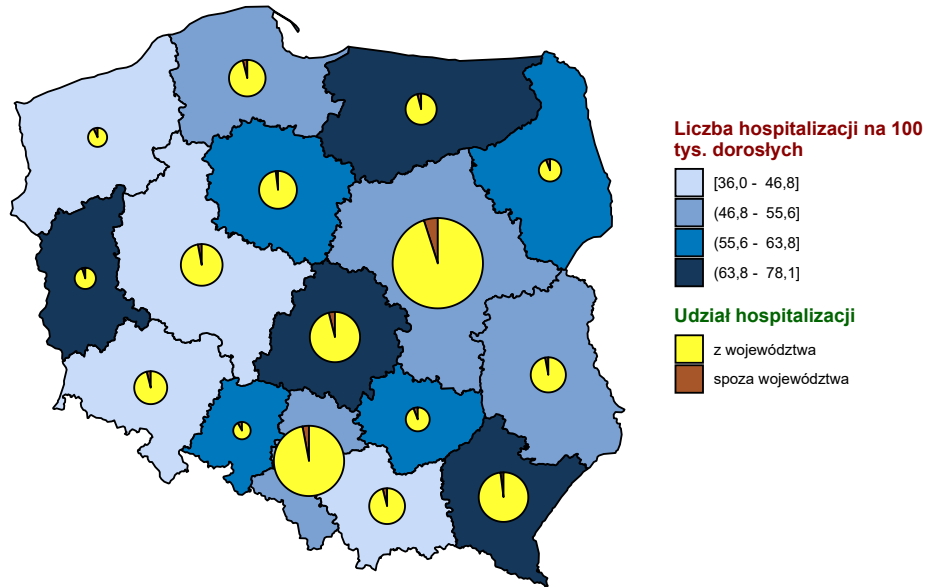 Liczba hospitalizacji na 100
tys. dorosłych
[36,0 - 46,8]
(46,8 - 55,6]
(55,6 - 63,8]
(63,8 - 78,1]
Udział hospitalizacji
z województwa
spoza województwa